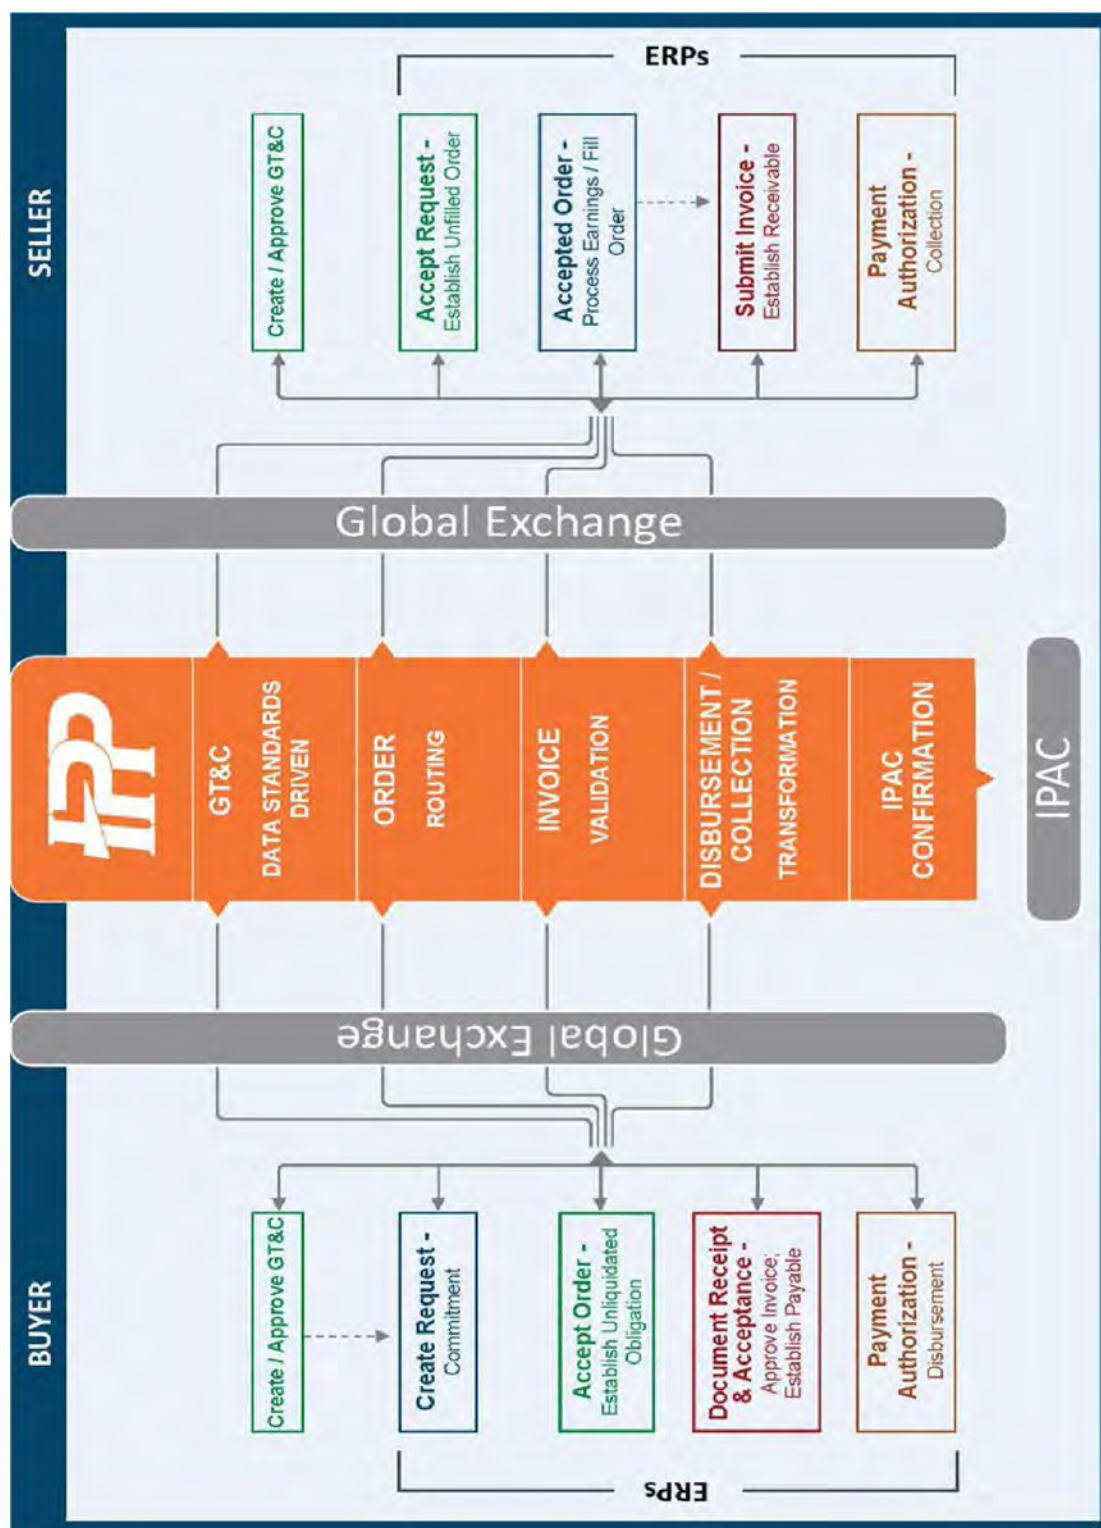 BUYER
SELLER
IPP
ERPs
Create / Approve GT&C
Create Request -
Commitment
Accept Order -
Establish Unliquidated
Obligation
Document Receipt
& Acceptance -
Approve Invoice;
Establish Payable
Payment
Authorization -
Disbursement
Global Exchange
GT&C
DATA STANDARDS
DRIVEN
ORDER
ROUTING
INVOICE
VALIDATION
DISBURSEMENT /
COLLECTION
TRANSFORMATION
IPAC
CONFIRMATION
IPAC
Global Exchange
Create / Approve GT&C
Accept Request -
Establish Unfilled Order
Accepted Order -
Process Earnings / Fill
Order
Submit Invoice -
Establish Receivable
Payment
Authorization -
Collection
ERPs